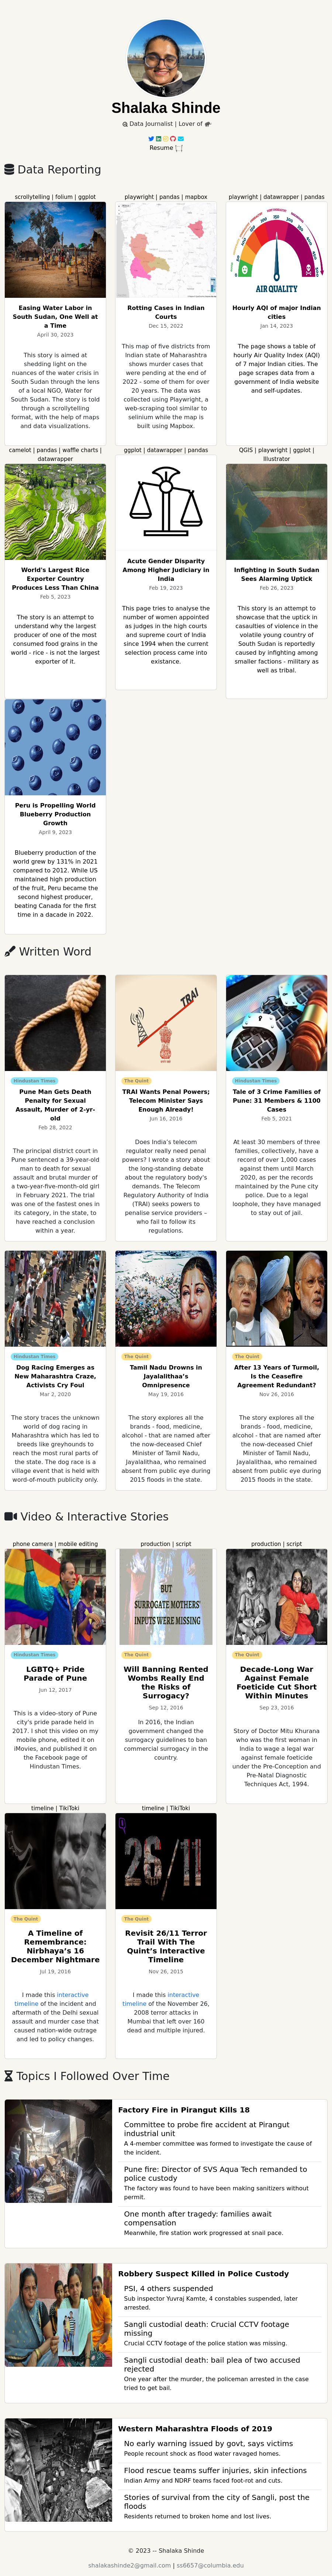 Shalaka Shinde
Data Journalist | Lover of
Resume
Data Reporting
scrollytelling | folium | ggplot
Easing Water Labor in
South Sudan, One Well at
a Time
April 30, 2023
This story is aimed at
shedding light on the
nuances of the water crisis in
South Sudan through the lens
of a local NGO, Water for
South Sudan. The story is told
through a scrollytelling
format, with the help of maps
and data visualizations.
playwright | pandas | mapbox
Rotting Cases in Indian
Courts
Dec 15, 2022
This map of five districts from
Indian state of Maharashtra
shows murder cases that
were pending at the end of
2022 - some of them for over
20 years. The data was
collected using Playwright, a
web-scraping tool similar to
selinium while the map is
built using Mapbox.
playwright | datawrapper | pandas
AIR QUALITY
Hourly AQI of major Indian
cities
Jan 14, 2023
The page shows a table of
hourly Air Quality Index (AQI)
of 7 major Indian cities. The
page scrapes data from a
government of India website
and self-updates.
camelot | pandas | waffle charts |
datawrapper
World's Largest Rice
Exporter Country
Produces Less Than China
Feb 5, 2023
The story is an attempt to
understand why the largest
producer of one of the most
consumed food grains in the
world - rice - is not the largest
exporter of it.
ggplot | datawrapper | pandas
Acute Gender Disparity
Among Higher Judiciary in
India
Feb 19, 2023
This page tries to analyse the
number of women appointed
as judges in the high courts
and supreme court of India
since 1994 when the current
selection process came into
existance.
QGIS | playwright | ggplot |
Illustrator
Infighting in South Sudan
Sees Alarming Uptick
Feb 26, 2023
This story is an attempt to
showcase that the uptick in
casaulties of violence in the
volatile young country of
South Sudan is reportedly
caused by infighting among
smaller factions - military as
well as tribal.
Peru is Propelling World
Blueberry Production
Growth
April 9, 2023
Blueberry production of the
world grew by 131% in 2021
compared to 2012. While US
maintained high production
of the fruit, Peru became the
second highest producer,
beating Canada for the first
time in a dacade in 2022.
Written Word
Hindustan Times
Pune Man Gets Death
Penalty for Sexual
Assault, Murder of 2-yr-
old
Feb 28, 2022
The principal district court in
Pune sentenced a 39-year-old
man to death for sexual
assault and brutal murder of
a two-year-five-month-old girl
in February 2021. The trial
was one of the fastest ones in
its category, in the state, to
have reached a conclusion
within a year.
TRAI
The Quint
TRAI Wants Penal Powers;
Telecom Minister Says
Enough Already!
Jun 16, 2016
Does India's telecom
regulator really need penal
powers? I wrote a story about
the long-standing debate
about the regulatory body's
demands. The Telecom
Regulatory Authority of India
(TRAI) seeks powers to
penalise service providers –
who fail to follow its
regulations.
Hindustan Times
Tale of 3 Crime Families of
Pune: 31 Members & 1100
Cases
Feb 5, 2021
At least 30 members of three
families, collectively, have a
record of over 1,000 cases
against them until March
2020, as per the records
maintained by the Pune city
police. Due to a legal
loophole, they have managed
to stay out of jail.
Hindustan Times
Dog Racing Emerges as
New Maharashtra Craze,
Activists Cry Foul
Mar 2, 2020
The story traces the unknown
world of dog racing in
Maharashtra which has led to
breeds like greyhounds to
reach the most rural parts of
the state. The dog race is a
village event that is held with
word-of-mouth publicity only.
The Quint
Tamil Nadu Drowns in
Jayalalithaa's
Omnipresence
May 19, 2016
The story explores all the
brands - food, medicine,
alcohol - that are named after
the now-deceased Chief
Minister of Tamil Nadu,
Jayalalithaa, who remained
absent from public eye during
2015 floods in the state.
The Quint
After 13 Years of Turmoil,
Is the Ceasefire
Agreement Redundant?
Nov 26, 2016
The story explores all the
brands - food, medicine,
alcohol - that are named after
the now-deceased Chief
Minister of Tamil Nadu,
Jayalalithaa, who remained
absent from public eye during
2015 floods in the state.
Video & Interactive Stories
phone camera | mobile editing
Hindustan Times
LGBTQ+ Pride
Parade of Pune
Jun 12, 2017
This is a video-story of Pune
city's pride parade held in
2017. I shot this video on my
mobile phone, edited it on
iMovies, and published it on
the Facebook page of
Hindustan Times.
production | script
BUT
SURROGATE MOTHERS'
INPUTS WERE MISSING
The Quint
Will Banning Rented
Wombs Really End
the Risks of
Surrogacy?
Sep 12, 2016
In 2016, the Indian
government changed the
surrogacy guidelines to ban
commercial surrogacy in the
country.
production | script
The Quint
Decade-Long War
Against Female
Foeticide Cut Short
Within Minutes
Sep 23, 2016
Story of Doctor Mitu Khurana
who was the first woman in
India to wage a legal war
against female foeticide
under the Pre-Conception and
Pre-Natal Diagnostic
Techniques Act, 1994.
timeline | TikiToki
The Quint
A Timeline of
Remembrance:
Nirbhaya's 16
December Nightmare
Jul 19, 2016
I made this interactive
timeline of the incident and
aftermath of the Delhi sexual
assault and murder case that
caused nation-wide outrage
and led to policy changes.
timeline | TikiToki
26/11
The Quint
Revisit 26/11 Terror
Trail With The
Quint's Interactive
Timeline
Nov 26, 2015
I made this interactive
timeline of the November 26,
2008 terror attacks in
Mumbai that left over 160
dead and multiple injured.
Topics I Followed Over Time
Factory Fire in Pirangut Kills 18
Committee to probe fire accident at Pirangut
industrial unit
A 4-member committee was formed to investigate the cause of
the incident.
Pune fire: Director of SVS Aqua Tech remanded to
police custody
The factory was found to have been making sanitizers without
permit.
One month after tragedy: families await
compensation
Meanwhile, fire station work progressed at snail pace.
Robbery Suspect Killed in Police Custody
PSI, 4 others suspended
Sub inspector Yuvraj Kamte, 4 constables suspended, later
arrested.
Sangli custodial death: Crucial CCTV footage
missing
Crucial CCTV footage of the police station was missing.
Sangli custodial death: bail plea of two accused
rejected
One year after the murder, the policeman arrested in the case
tried to get bail.
Western Maharashtra Floods of 2019
No early warning issued by govt, says victims
People recount shock as flood water ravaged homes.
Flood rescue teams suffer injuries, skin infections
Indian Army and NDRF teams faced foot-rot and cuts.
Stories of survival from the city of Sangli, post the
floods
Residents returned to broken home and lost lives.
© 2023 -- Shalaka Shinde
shalakashinde2@gmail.com | ss6657@columbia.edu